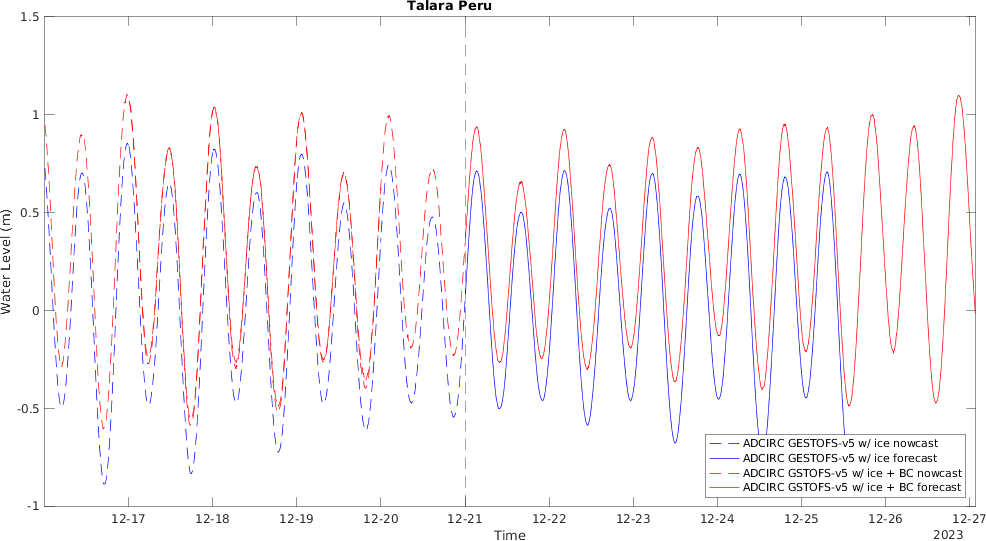 Talara Peru
1.5
1
0.5
0
-0.5
-1
Water Level (m)
12-17 12-18 12-19 12-20 12-21 12-22 12-23 12-24 12-25 12-26 12-27
Time
2023
ADCIRC GESTOFS-v5 w/ ice nowcast
ADCIRC GESTOFS-v5 w/ ice forecast
ADCIRC GSTOFS-v5 w/ ice + BC nowcast
ADCIRC GSTOFS-v5 w/ ice + BC forecast